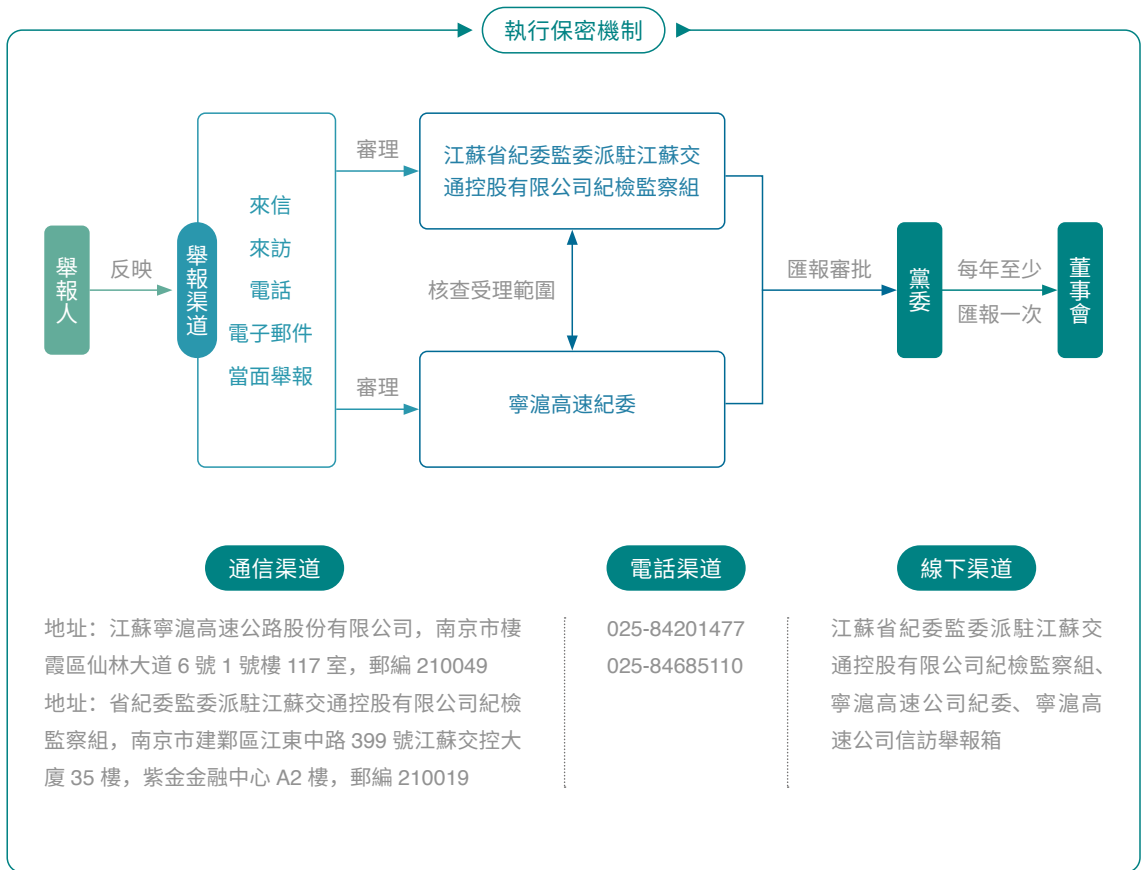 執行保密機制
舉報人
反映
舉報渠道
來信
來訪
電話
電子郵件
當面舉報
審理
江蘇省紀委監委派駐江蘇交
通控股有限公司紀檢監察組
核查受理範圍
審理
寧滬高速紀委
匯報審批
黨委
每年至少
匯報一次
董事會
通信渠道
地址：江蘇寧滬高速公路股份有限公司，南京市棲
霞區仙林大道 6 號 1 號樓 117 室，郵編 210049
地址：省紀委監委派駐江蘇交通控股有限公司紀檢
監察組，南京市建鄴區江東中路 399 號江蘇交控大
廈 35 樓，紫金金融中心 A2 樓，郵編 210019
電話渠道
025-84201477
025-84685110
線下渠道
江蘇省紀委監委派駐江蘇交
通控股有限公司紀檢監察組、
寧滬高速公司紀委、寧滬高
速公司信訪舉報箱